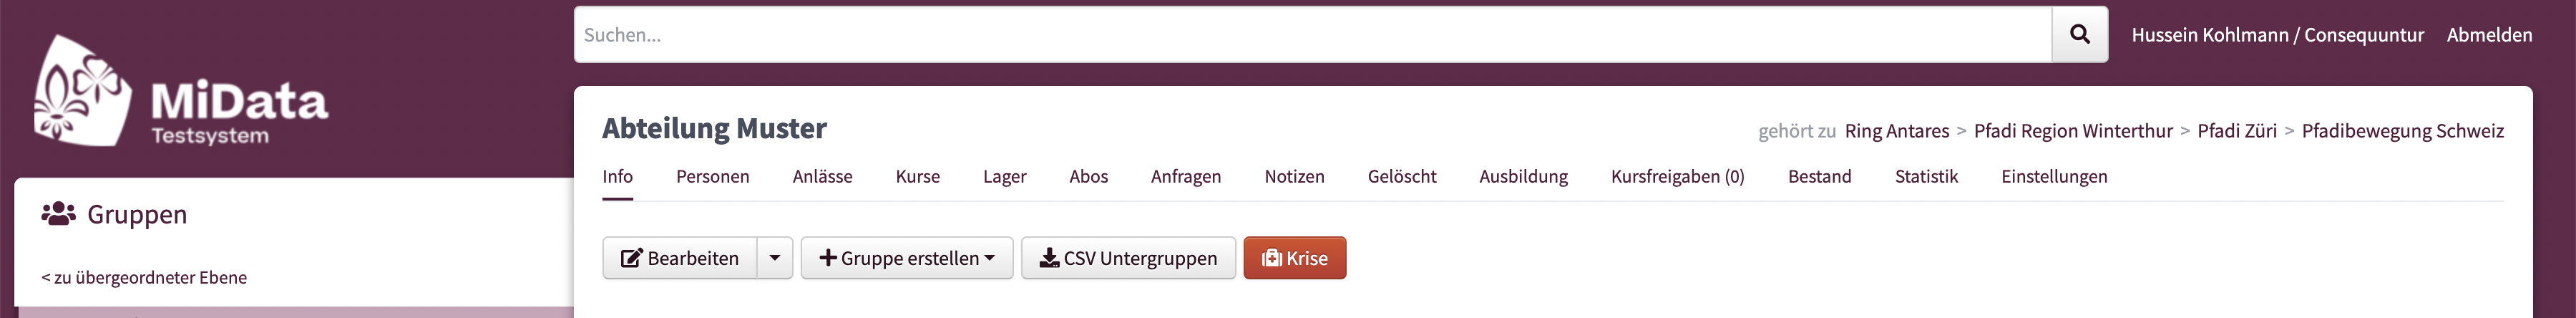 Suchen...
Hussein Kohlmann / Consequuntur Abmelden
MiData
Testsystem
Abteilung Muster
gehört zu Ring Antares > Pfadi Region Winterthur > Pfadi Züri > Pfadibewegung Schweiz
Info Personen Anlässe Kurse Lager Abos Anfragen Notizen Gelöscht Ausbildung Kursfreigaben (0) Bestand Statistik Einstellungen
Gruppen
Bearbeiten Gruppe erstellen CSV Untergruppen Krise
< zu übergeordneter Ebene